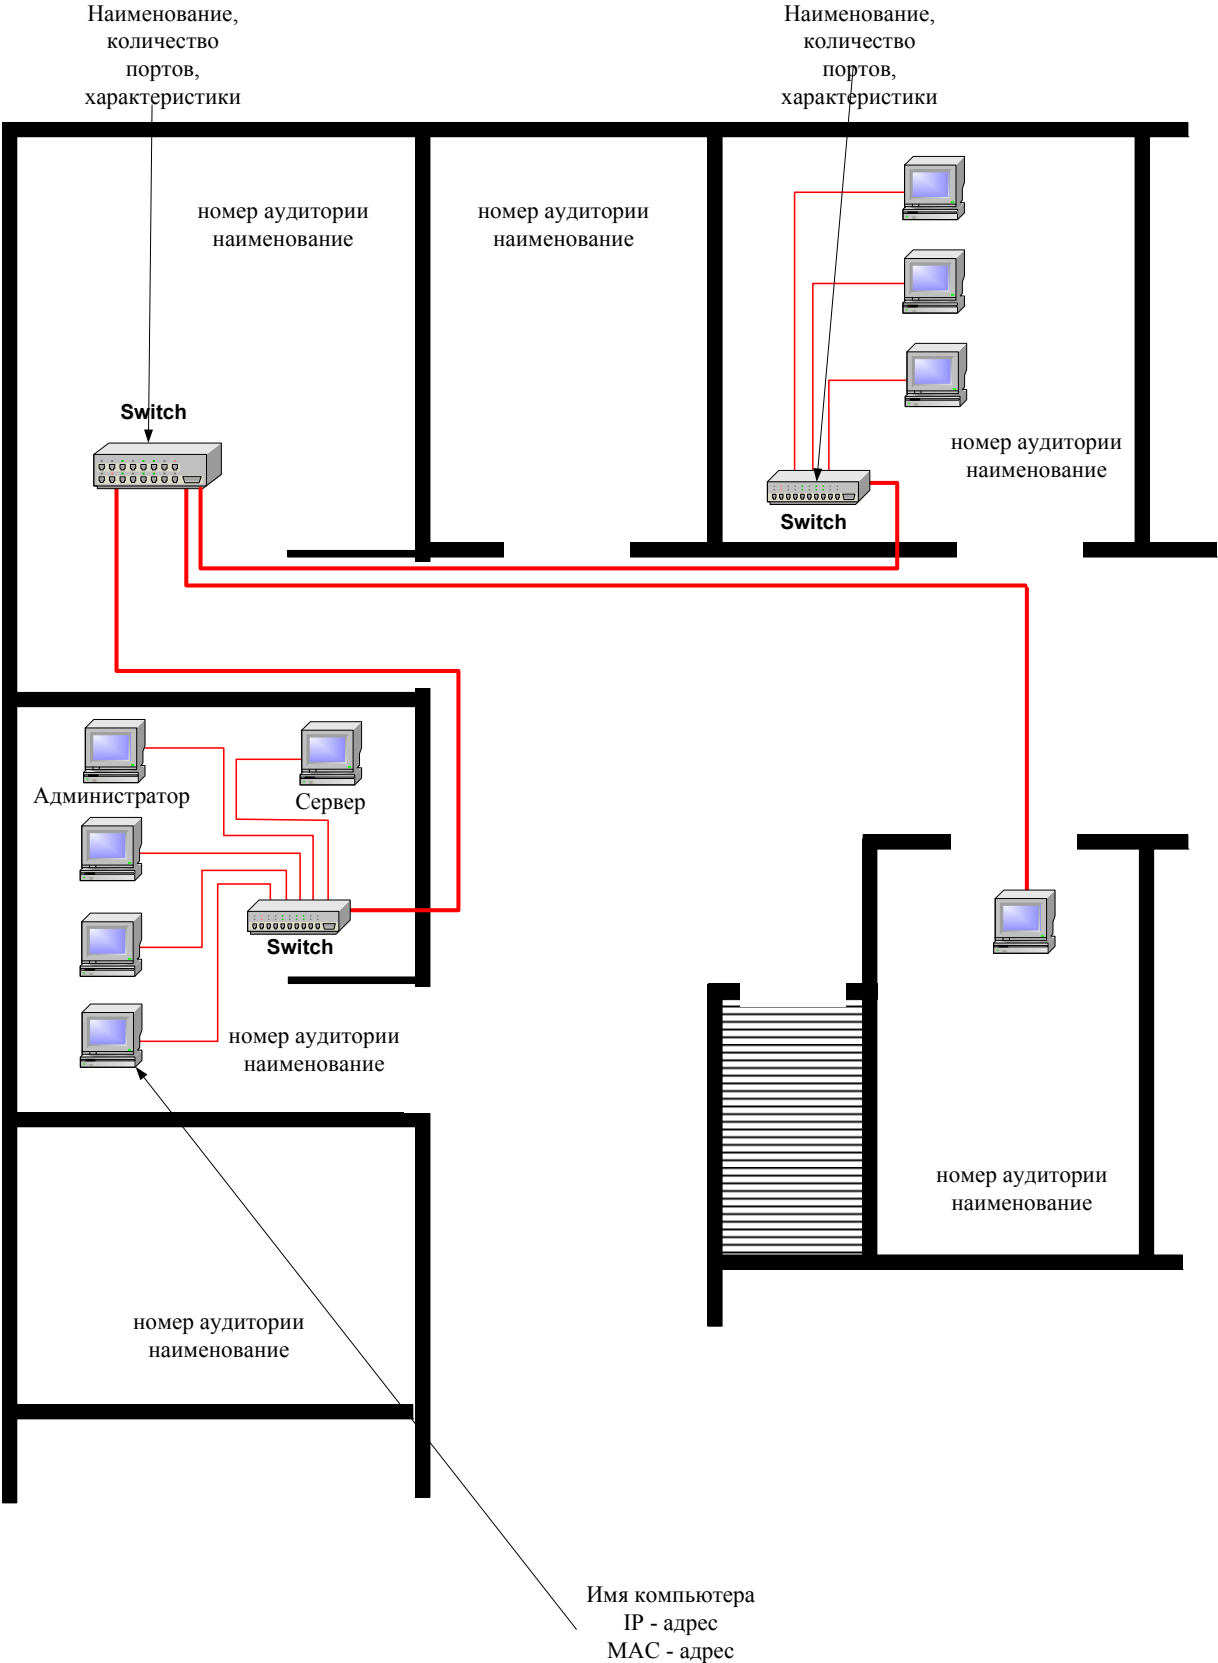 Наименование,
количество
портов,
характеристики
Наименование,
количество
портов,
характеристики
номер аудитории
наименование
номер аудитории
наименование
Switch
номер аудитории
наименование
Switch
Администратор
Сервер
Switch
номер аудитории
наименование
номер аудитории
наименование
номер аудитории
наименование
Имя компьютера
IP - адрес
MAC - адрес